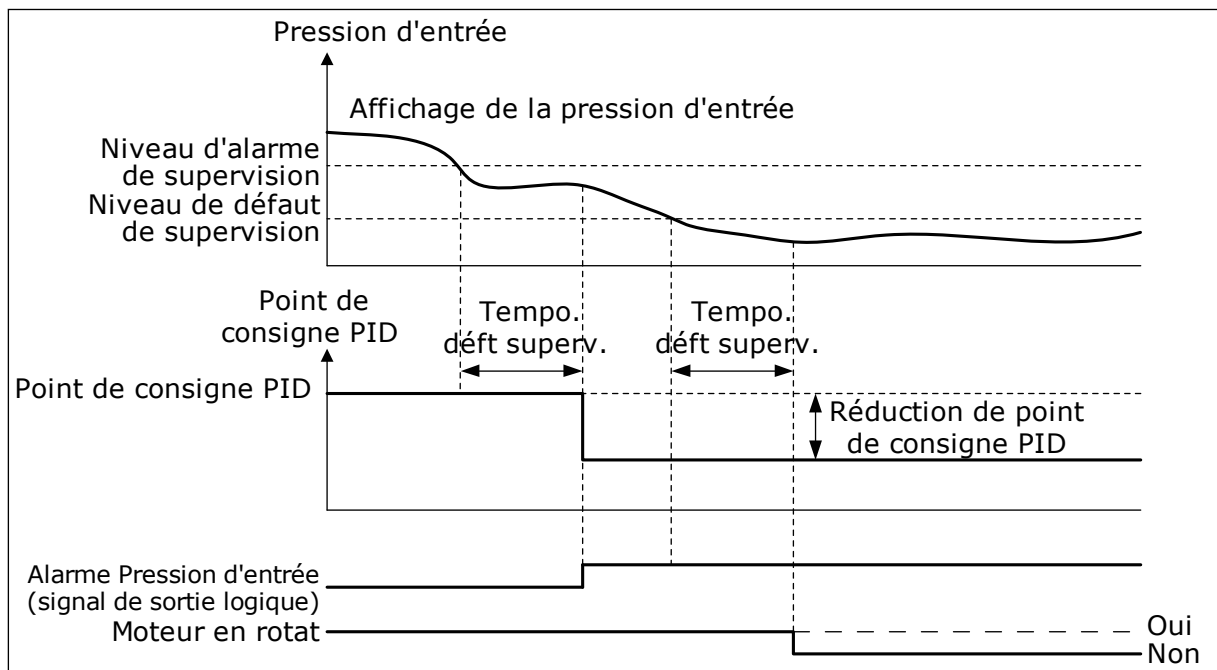 Pression d'entrée
Affichage de la pression d'entrée
Niveau d'alarme
de supervision
Niveau de défaut
de supervision
Point de
consigne PID
Tempo.
déft superv.
Tempo.
déft superv.
Point de consigne PID
Réduction de point
de consigne PID
Alarme Pression d'entrée
(signal de sortie logique)
Moteur en rotat
Oui
Non